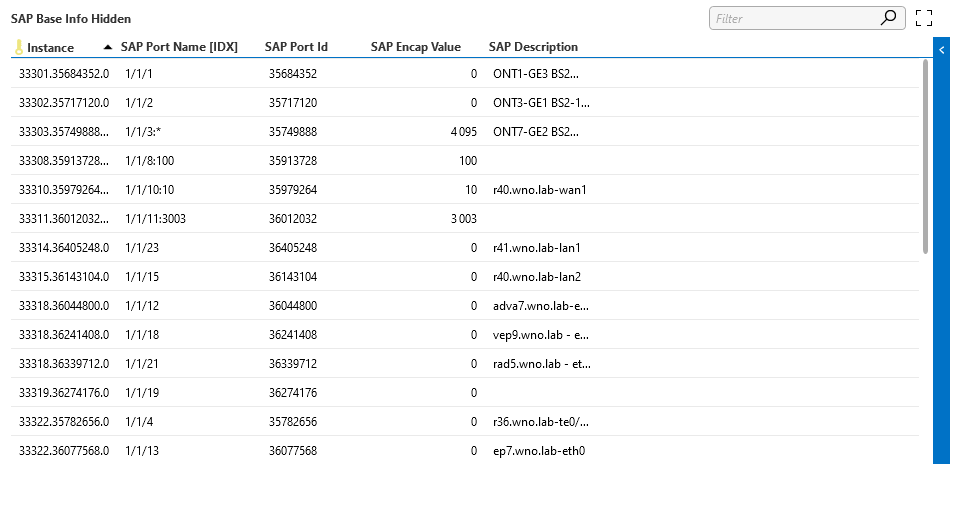 SAP Base Info Hidden
Filter
Instance SAP Port Name [IDX] SAP Port Id SAP Encap Value SAP Description
33301.35684352.0 1/1/1 35684352 0 ONT1-GE3 BS2...
33302.35717120.0 1/1/2 35717120 0 ONT3-GE1 BS2-1...
33303.35749888... 1/1/3:* 35749888 4 095 ONT7-GE2 BS2...
33308.35913728... 1/1/8:100 35913728 100
33310.35979264... 1/1/10:10 35979264 10 r40.wno.lab-wan1
33311.36012032... 1/1/11:3003 36012032 3 003
33314.36405248.0 1/1/23 36405248 0 r41.wno.lab-lan1
33315.36143104.0 1/1/15 36143104 0 r40.wno.lab-lan2
33318.36044800.0 1/1/12 36044800 0 adva7.wno.lab-e...
33318.36241408.0 1/1/18 36241408 0 vep9.wno.lab - e...
33318.36339712.0 1/1/21 36339712 0 rad5.wno.lab - et...
33319.36274176.0 1/1/19 36274176 0
33322.35782656.0 1/1/4 35782656 0 r36.wno.lab-te0/...
33322.36077568.0 1/1/13 36077568 0 ep7.wno.lab-eth0